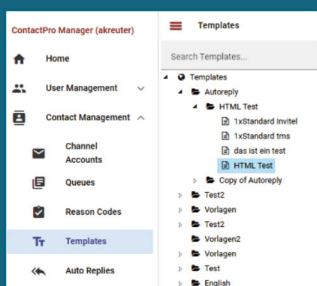 ContactPro Manager (akreuter)
Home
User Management
Contact Management
Channel
Accounts
Queues
Reason Codes
Templates
Auto Replies
Templates
Search Templates...
Templates
Autoreply
HTML Test
1xStandard Invitel
1xStandard tms
das ist ein test
HTML Test
Copy of Autoreply
Test2
Vorlagen
Test2
Vorlagen2
Vorlagen
Test
English